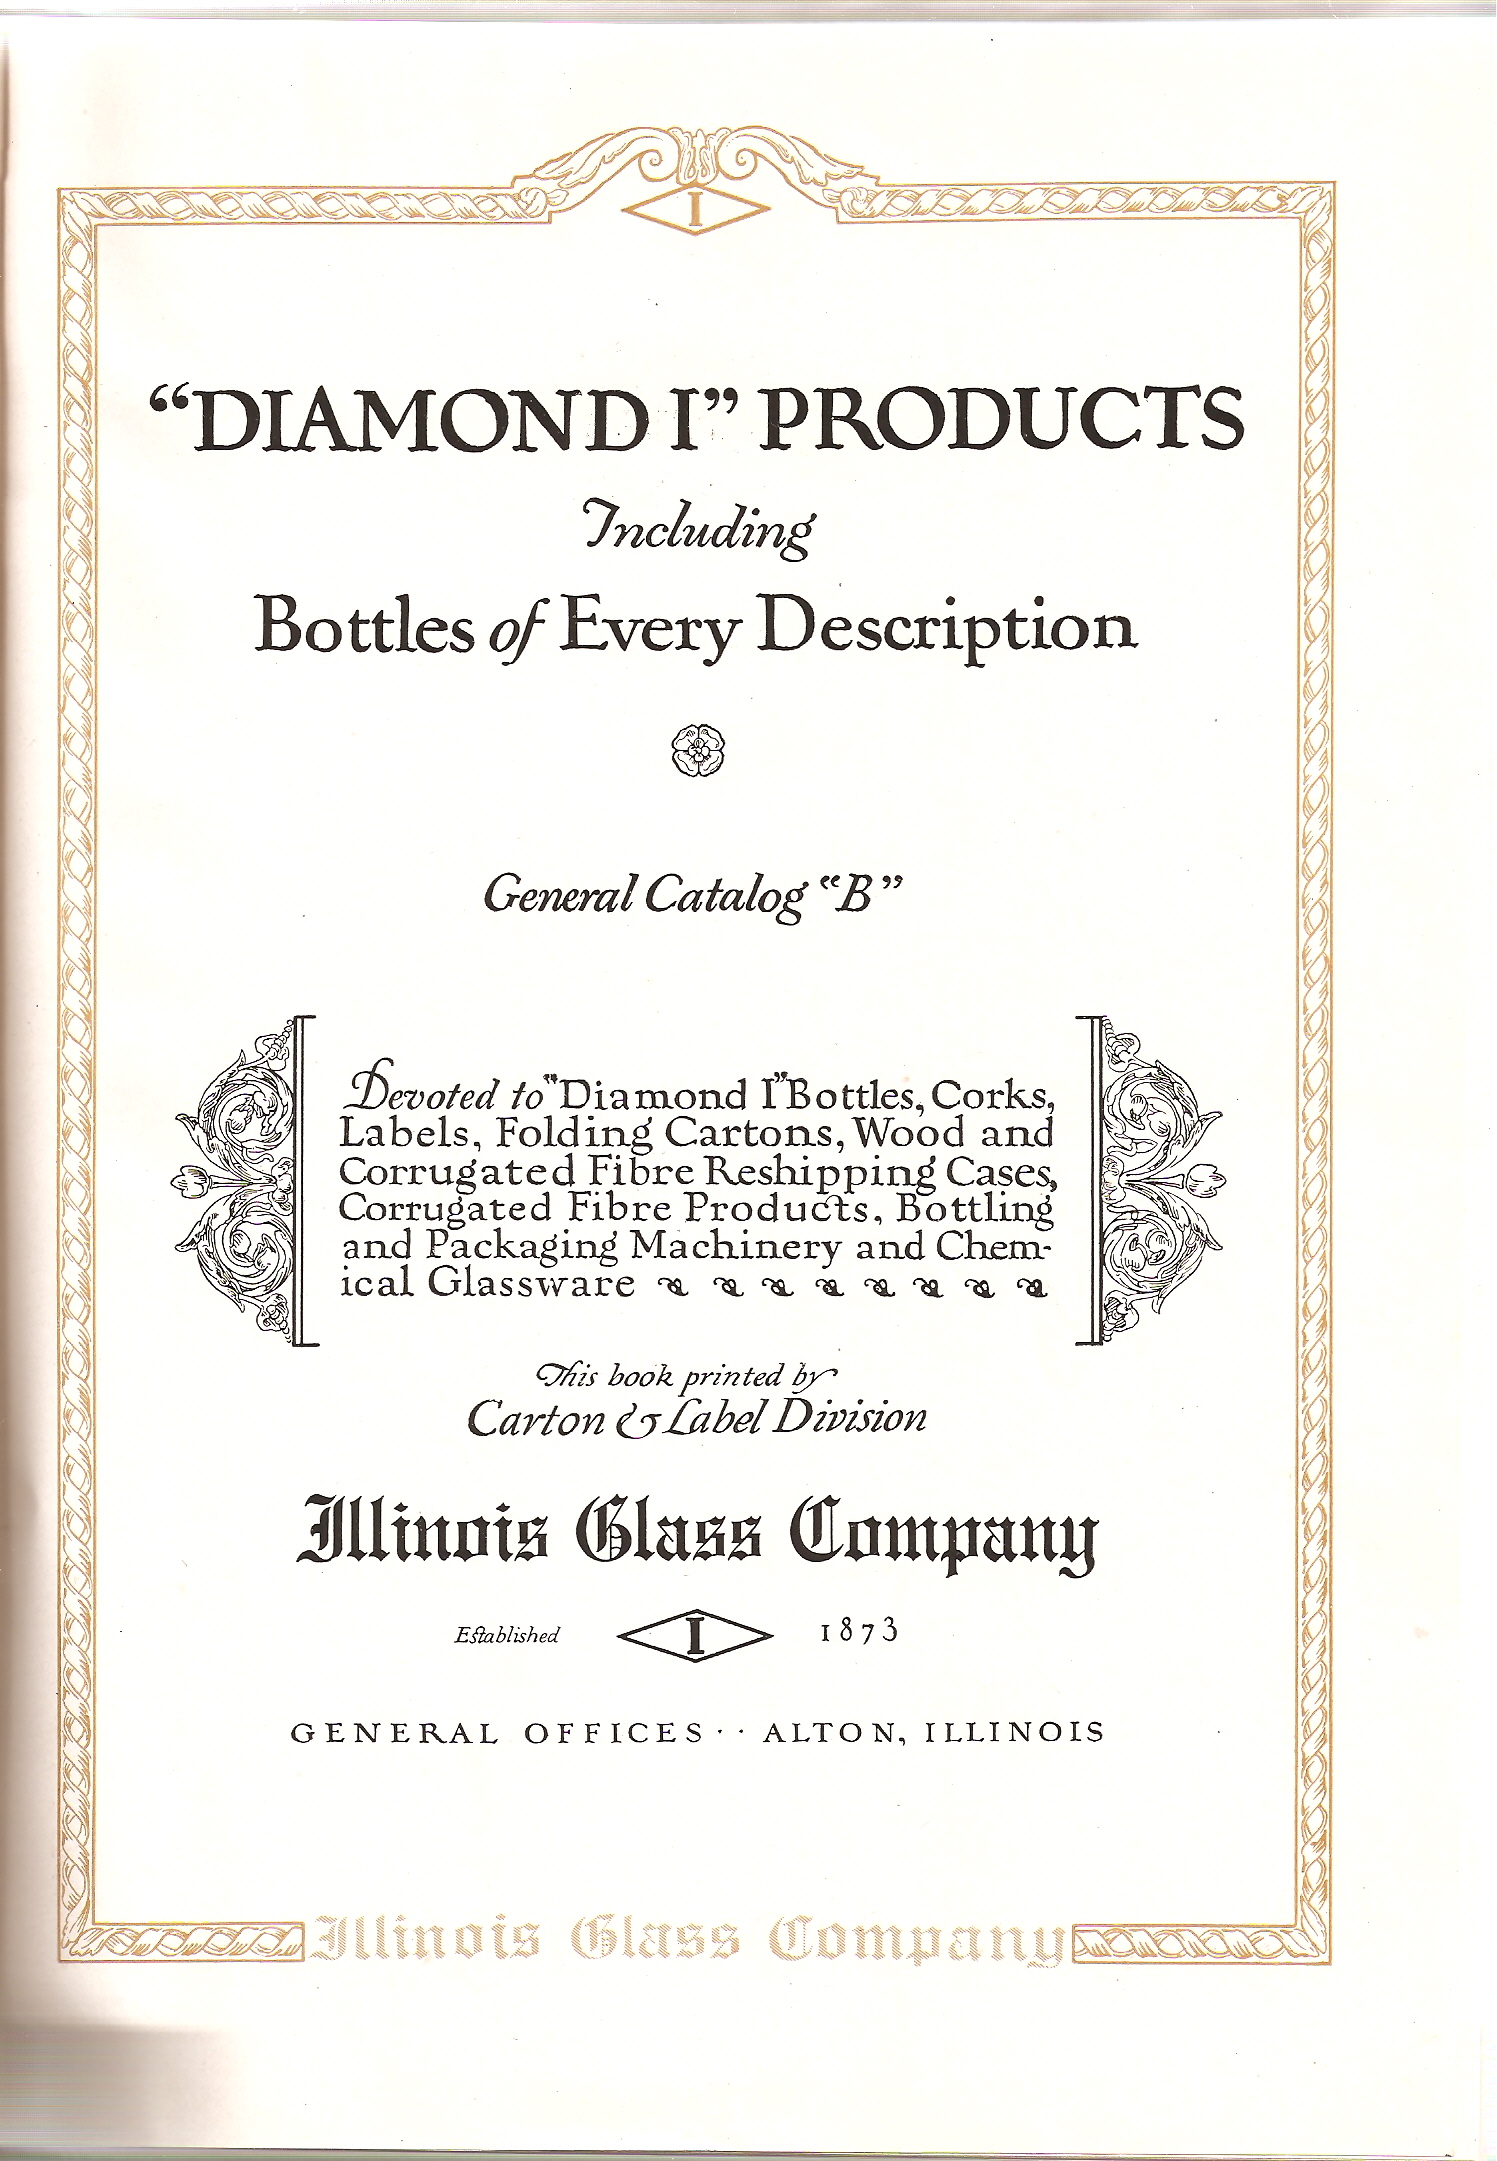 I
“DIAMOND I” PRODUCTS
Including
Bottles of Every Description
General Catalog “B”
Devoted to “Diamond I” Bottles, Corks,
Labels, Folding Cartons, Wood and
Corrugated Fibre Reshipping Cases,
Corrugated Fibre Products, Bottling
and Packaging Machinery and Chem-
ical Glassware
This book printed by
Carton & Label Division
Illinois Glass Company
Established I 1873
GENERAL OFFICES · · ALTON, ILLINOIS
Illinois Glass Company